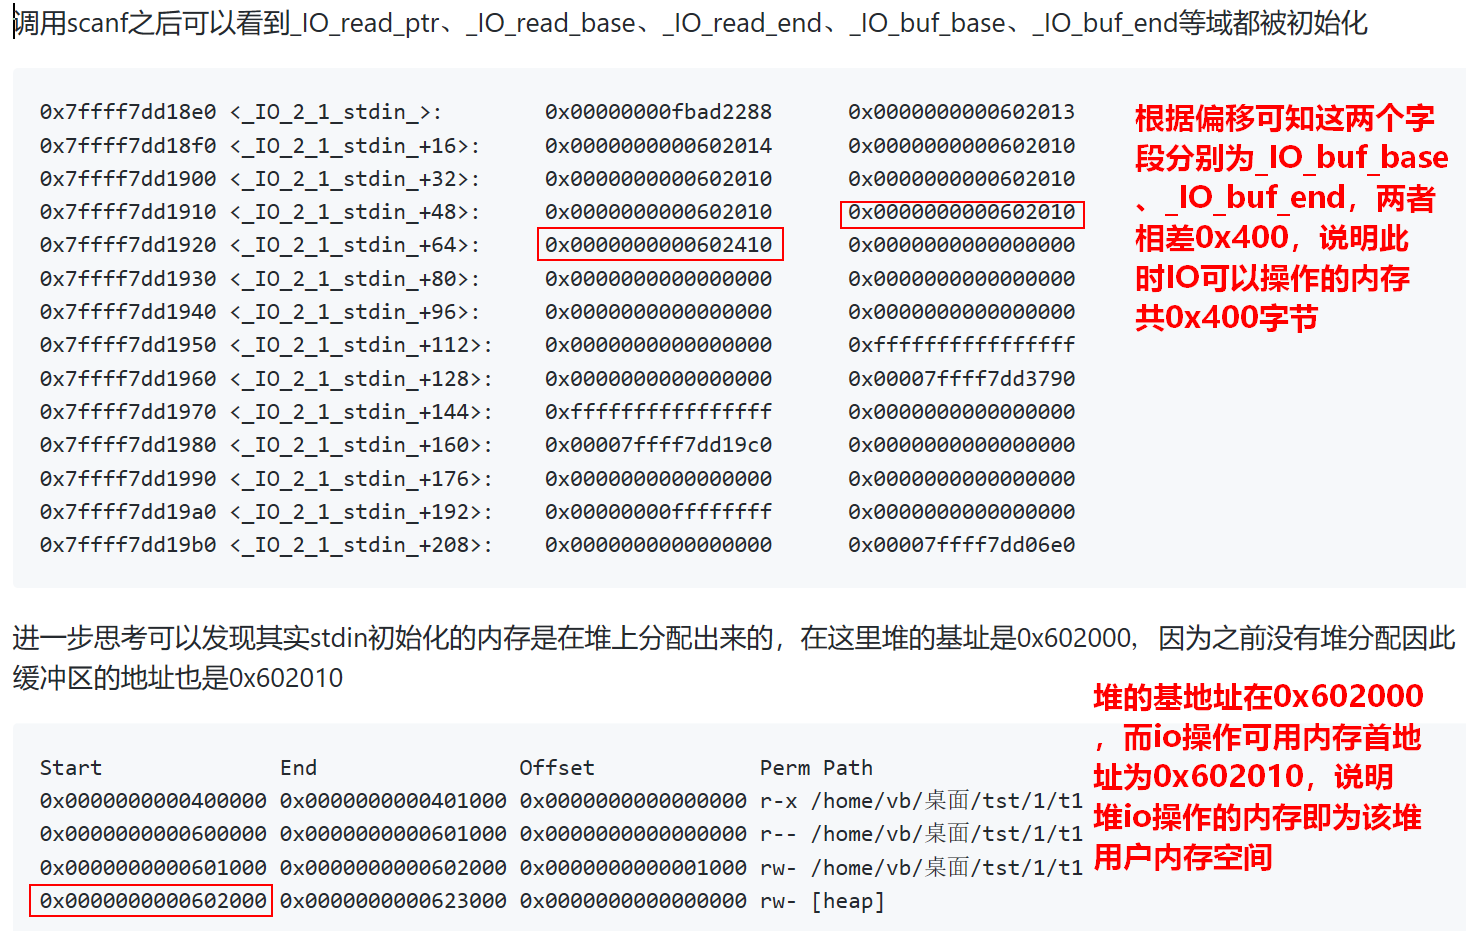 调用scanf之后可以看到_IO_read_ptr、_IO_read_base、_IO_read_end、_IO_buf_base、_IO_buf_end等域都被初始化
0x7ffff7dd18e0 <_IO_2_1_stdin_>: 0x00000000fbad2288 0x0000000000602013
0x7ffff7dd18f0 <_IO_2_1_stdin_+16>: 0x0000000000602014 0x0000000000602010
0x7ffff7dd1900 <_IO_2_1_stdin_+32>: 0x0000000000602010 0x0000000000602010
0x7ffff7dd1910 <_IO_2_1_stdin_+48>: 0x0000000000602010 0x0000000000602010
0x7ffff7dd1920 <_IO_2_1_stdin_+64>: 0x0000000000602410 0x0000000000000000
0x7ffff7dd1930 <_IO_2_1_stdin_+80>: 0x0000000000000000 0x0000000000000000
0x7ffff7dd1940 <_IO_2_1_stdin_+96>: 0x0000000000000000 0x0000000000000000
0x7ffff7dd1950 <_IO_2_1_stdin_+112>: 0x0000000000000000 0xffffffffffffffff
0x7ffff7dd1960 <_IO_2_1_stdin_+128>: 0x0000000000000000 0x00007ffff7dd3790
0x7ffff7dd1970 <_IO_2_1_stdin_+144>: 0xffffffffffffffff 0x0000000000000000
0x7ffff7dd1980 <_IO_2_1_stdin_+160>: 0x00007ffff7dd19c0 0x0000000000000000
0x7ffff7dd1990 <_IO_2_1_stdin_+176>: 0x0000000000000000 0x0000000000000000
0x7ffff7dd19a0 <_IO_2_1_stdin_+192>: 0x00000000ffffffff 0x0000000000000000
0x7ffff7dd19b0 <_IO_2_1_stdin_+208>: 0x0000000000000000 0x00007ffff7dd06e0
根据偏移可知这两个字
段分别为_IO_buf_base
、_IO_buf_end，两者
相差0x400，说明此
时IO可以操作的内存
共0x400字节
进一步思考可以发现其实stdin初始化的内存是在堆上分配出来的，在这里堆的基址是0x602000，因为之前没有堆分配因此
缓冲区的地址也是0x602010
Start End Offset Perm Path
0x0000000000400000 0x0000000000401000 0x0000000000000000 r-x /home/vb/桌面/tst/1/t1
0x0000000000600000 0x0000000000601000 0x0000000000000000 r-- /home/vb/桌面/tst/1/t1
0x0000000000601000 0x0000000000602000 0x0000000000001000 rw- /home/vb/桌面/tst/1/t1
0x0000000000602000 0x0000000000623000 0x0000000000000000 rw- [heap]
堆的基地址在0x602000
，而io操作可用内存首地
址为0x602010，说明
堆io操作的内存即为该堆
用户内存空间